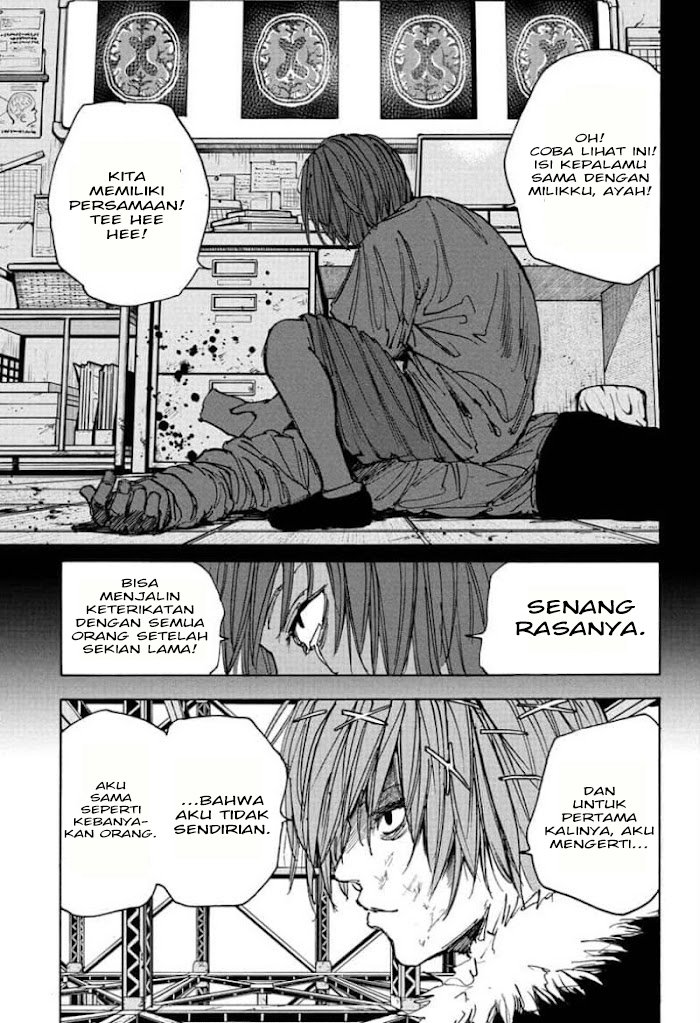 OH!
COBA LIHAT INI!
ISI KEPALAMU
SAMA DENGAN
MILIKKU, AYAH!
KITA
MEMILIKI
PERSAMAAN!
TEE HEE
HEE!
SENANG
RASANYA.
BISA
MENJALIN
KETERIKATAN
DENGAN SEMUA
ORANG SETELAH
SEKIAN LAMA!
DAN
UNTUK
PERTAMA
KALINYA, AKU
MENGERTI...
...BAHWA
AKU TIDAK
SENDIRIAN.
AKU
SAMA
SEPERTI
KEBANYA-
KAN ORANG.